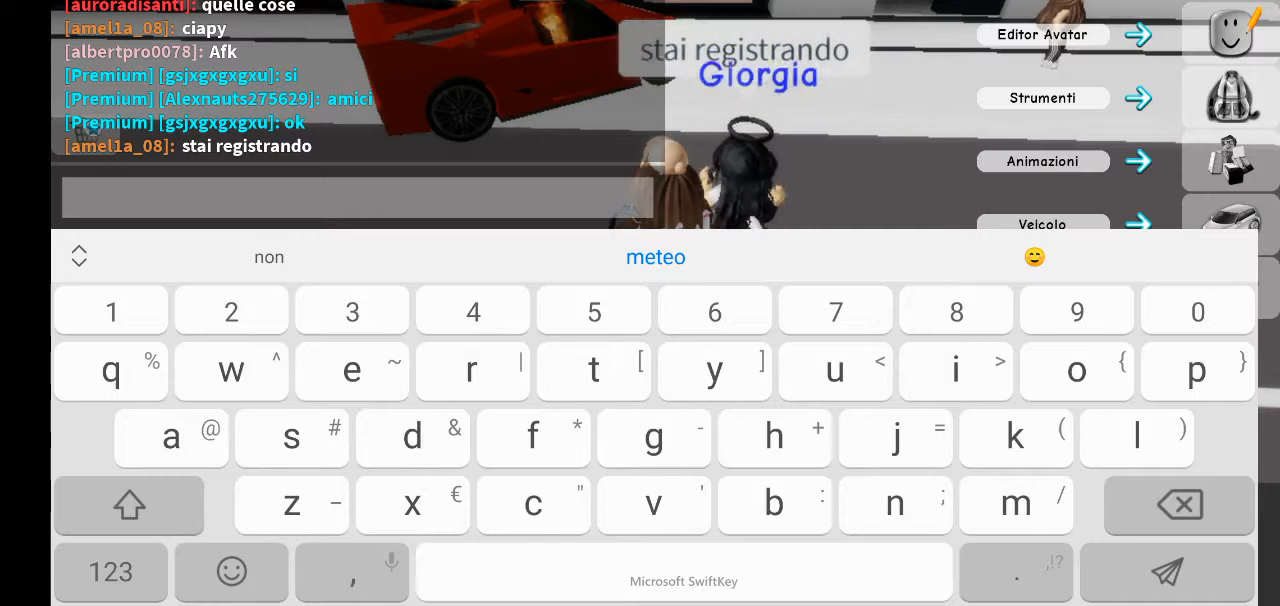 [auroradisanti]: quelle cose
[amel1a_08]: ciapy
[albertpro0078]: Afk
[Premium] [gsjxgxgxgxu]: si
[Premium] [Alexnauts275629]: amici
[Premium] [gsjxgxgxgxu]: ok
[amel1a_08]: stai registrando
stai registrando
Giorgia
Editor Avatar
Strumenti
Animazioni
Veicolo
non meteo 😊
1 2 3 4 5 6 7 8 9 0
q % w ^ e ~ r | t [ y ] u < i > o { p }
a @ s # d & f * g - h + j = k ( l )
z _ x € c " v ' b : n ; m /
123 , Microsoft SwiftKey . ,!?